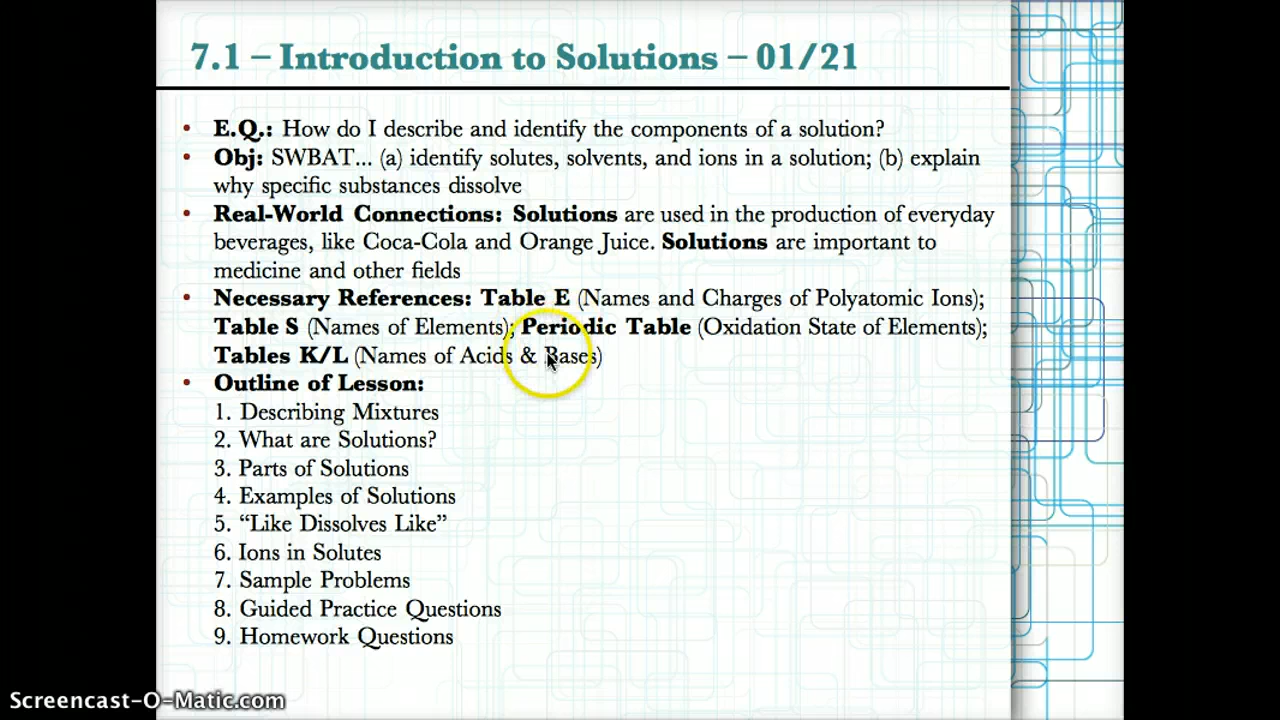 7.1 – Introduction to Solutions – 01/21
• E.Q.: How do I describe and identify the components of a solution?
• Obj: SWBAT... (a) identify solutes, solvents, and ions in a solution; (b) explain
why specific substances dissolve
• Real-World Connections: Solutions are used in the production of everyday
beverages, like Coca-Cola and Orange Juice. Solutions are important to
medicine and other fields
• Necessary References: Table E (Names and Charges of Polyatomic Ions);
Table S (Names of Elements); Periodic Table (Oxidation State of Elements);
Tables K/L (Names of Acids & Bases)
• Outline of Lesson:
1. Describing Mixtures
2. What are Solutions?
3. Parts of Solutions
4. Examples of Solutions
5. “Like Dissolves Like”
6. Ions in Solutes
7. Sample Problems
8. Guided Practice Questions
9. Homework Questions
Screencast-O-Matic.com